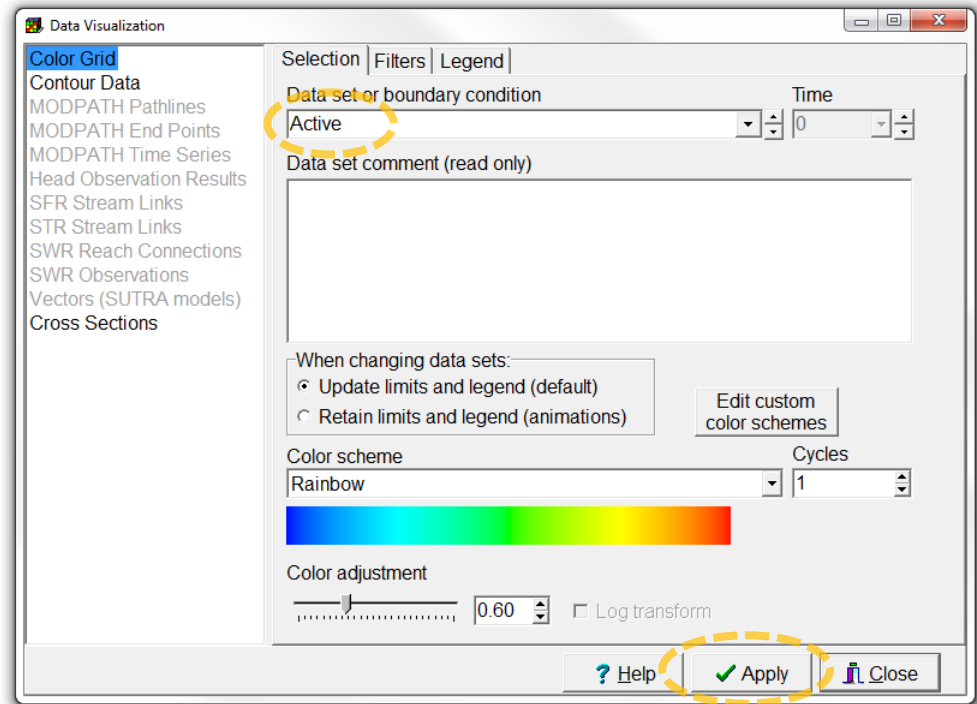 Data Visualization
Color Grid
Contour Data
MODPATH Pathlines
MODPATH End Points
MODPATH Time Series
Head Observation Results
SFR Stream Links
STR Stream Links
SWR Reach Connections
SWR Observations
Vectors (SUTRA models)
Cross Sections
Selection Filters Legend
Data set or boundary condition Time
Active 0
Data set comment (read only)
When changing data sets:
Update limits and legend (default)
Retain limits and legend (animations)
Edit custom
color schemes
Color scheme Cycles
Rainbow 1
Color adjustment
0.60 Log transform
? Help Apply Close